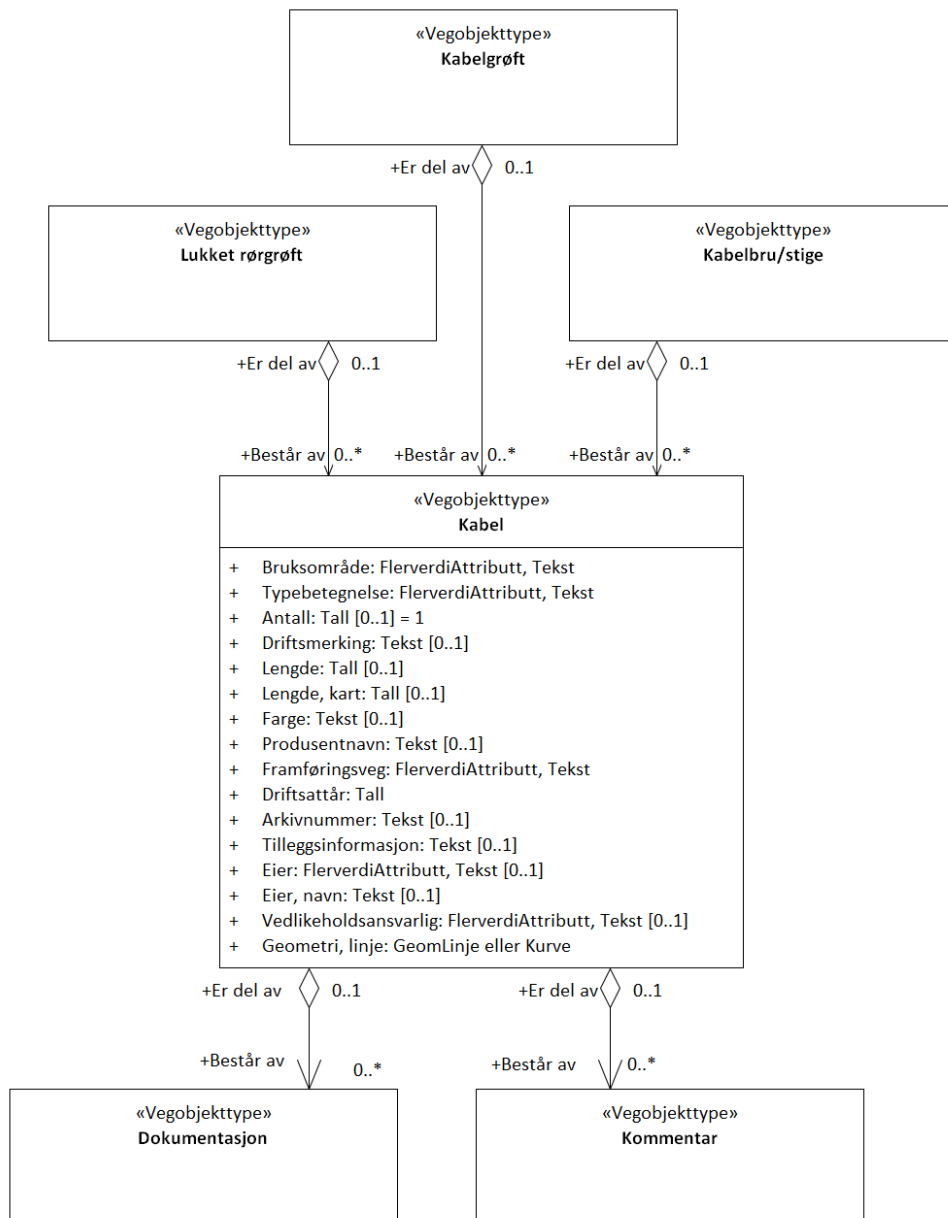 «Vegobjekttype»
Kabelgrøft
+Er del av 0..1
«Vegobjekttype»
Lukket rørgrøft
«Vegobjekttype»
Kabelbru/stige
+Er del av 0..1
+Er del av 0..1
+Består av 0..*
+Består av 0..*
+Består av 0..*
«Vegobjekttype»
Kabel
+ Bruksområde: FlerverdiAttributt, Tekst
+ Typebetegnelse: FlerverdiAttributt, Tekst
+ Antall: Tall [0..1] = 1
+ Driftsmerking: Tekst [0..1]
+ Lengde: Tall [0..1]
+ Lengde, kart: Tall [0..1]
+ Farge: Tekst [0..1]
+ Produsentnavn: Tekst [0..1]
+ Framføringsveg: FlerverdiAttributt, Tekst
+ Driftsattår: Tall
+ Arkivnummer: Tekst [0..1]
+ Tilleggsinformasjon: Tekst [0..1]
+ Eier: FlerverdiAttributt, Tekst [0..1]
+ Eier, navn: Tekst [0..1]
+ Vedlikeholdsansvarlig: FlerverdiAttributt, Tekst [0..1]
+ Geometri, linje: GeomLinje eller Kurve
+Er del av 0..1
+Er del av 0..1
+Består av 0..*
+Består av 0..*
«Vegobjekttype»
Dokumentasjon
«Vegobjekttype»
Kommentar